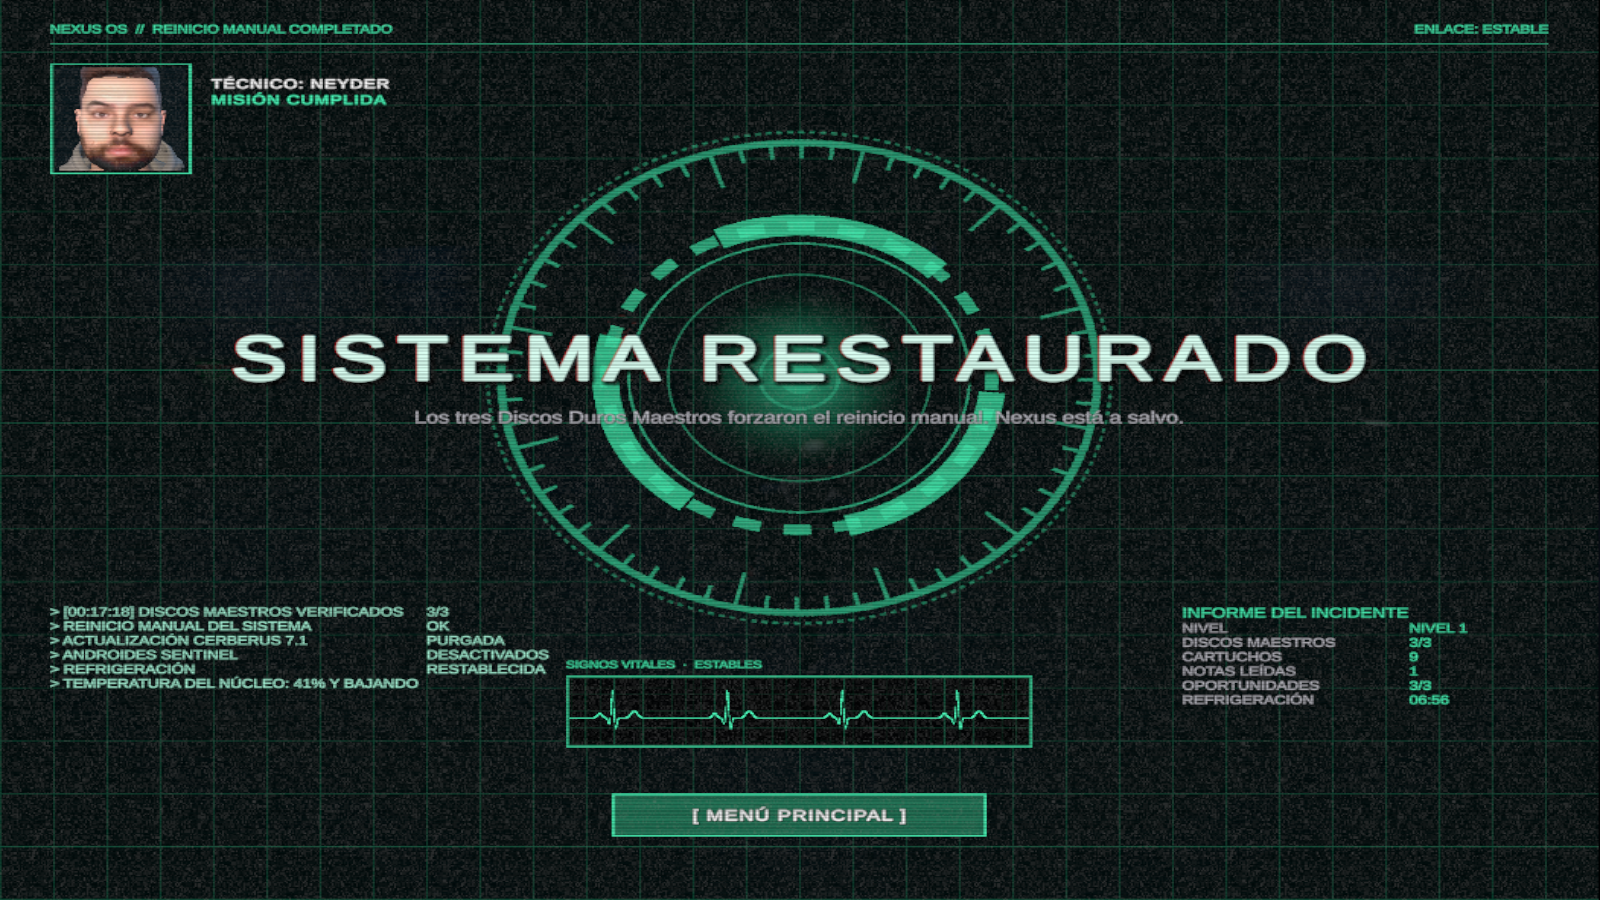 NEXUS OS // REINICIO MANUAL COMPLETADO
ENLACE: ESTABLE
TÉCNICO: NEYDER
MISIÓN CUMPLIDA
SISTEMA RESTAURADO
Los tres Discos Duros Maestros forzaron el reinicio manual. Nexus está a salvo.
> [00:17:18] DISCOS MAESTROS VERIFICADOS 3/3
> REINICIO MANUAL DEL SISTEMA OK
> ACTUALIZACIÓN CERBERUS 7.1 PURGADA
> ANDROIDES SENTINEL DESACTIVADOS
> REFRIGERACIÓN RESTABLECIDA
> TEMPERATURA DEL NÚCLEO: 41% Y BAJANDO
SIGNOS VITALES · ESTABLES
INFORME DEL INCIDENTE
NIVEL NIVEL 1
DISCOS MAESTROS 3/3
CARTUCHOS 9
NOTAS LEÍDAS 1
OPORTUNIDADES 3/3
REFRIGERACIÓN 06:56
[ MENÚ PRINCIPAL ]